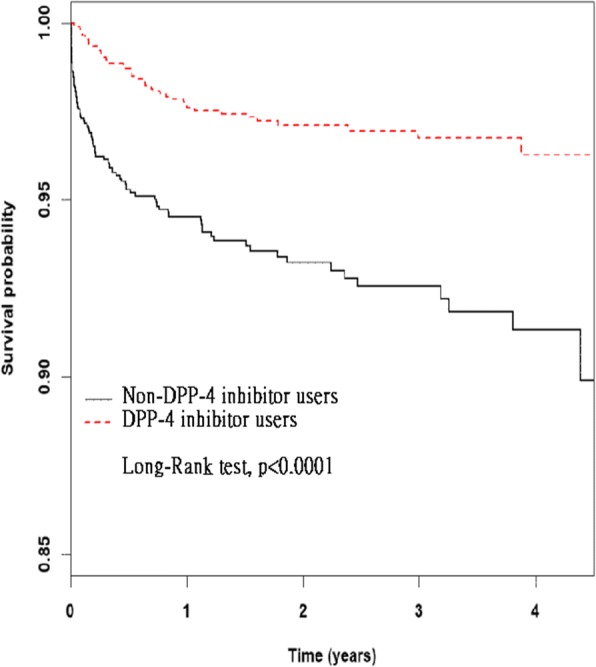 1.00
0.95
0.90
0.85
Survival probability
Non-DPP-4 inhibitor users
DPP-4 inhibitor users
Long-Rank test, p<0.0001
0 1 2 3 4
Time (years)